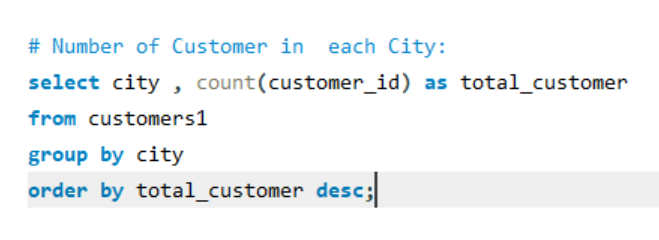 # Number of Customer in  each City:
select city , count(customer_id) as total_customer
from customers1
group by city
order by total_customer desc;